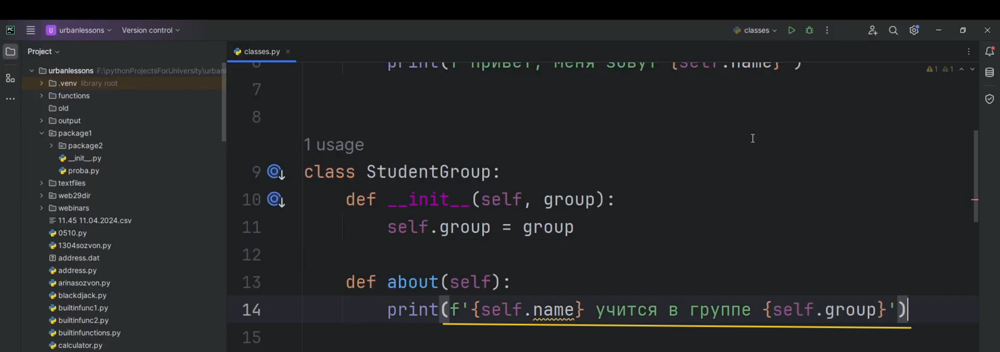 PC U urbanlessons Version control classes
Project classes.py
urbanlessons F:\pythonProjectsForUniversity\urbanl
.venv library root
functions
old
output
package1
package2
__init__.py
proba.py
textfiles
web29dir
webinars
11.45 11.04.2024.csv
0510.py
1304sozvon.py
address.dat
address.py
arinasozvon.py
blackdjack.py
builtinfunc1.py
builtinfunc2.py
builtinfunctions.py
calculator.py
1 1
6 print(f'привет, меня зовут {self.name}')
7
8
1 usage
9 class StudentGroup:
10 def __init__(self, group):
11 self.group = group
12
13 def about(self):
14 print(f'{self.name} учится в группе {self.group}')
15